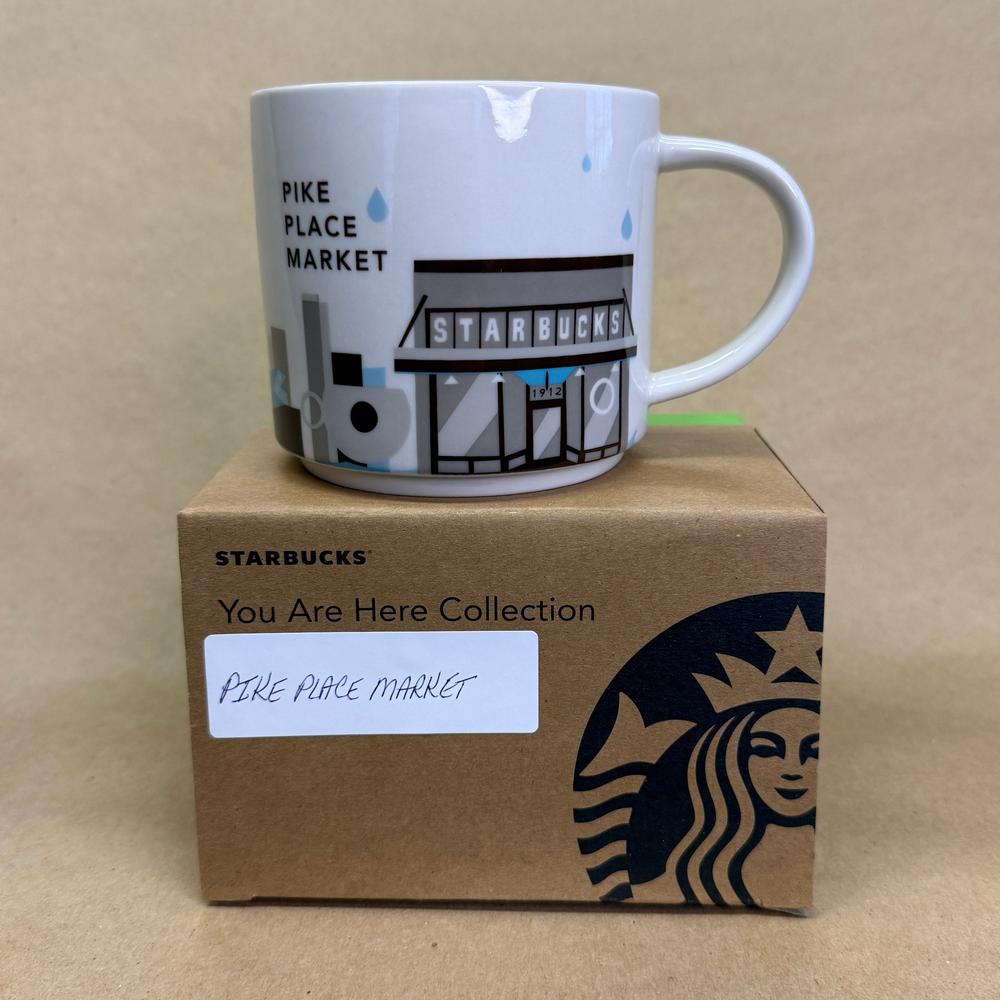 PIKE
PLACE
MARKET
STARBUCKS
1912
STARBUCKS
You Are Here Collection
PIKE PLACE MARKET